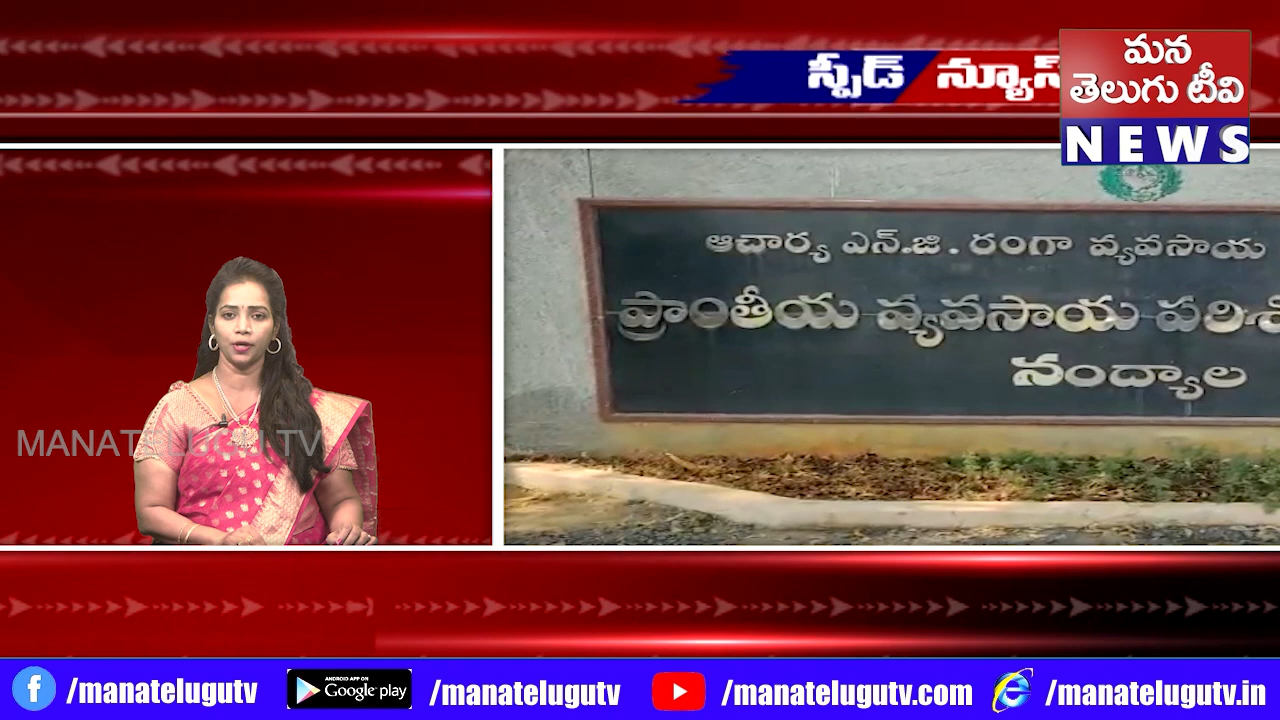 స్పీడ్ న్యూస్
మన
తెలుగు టీవి
NEWS
ఆచార్య ఎన్.జి. రంగా వ్యవసాయ
ప్రాంతీయ వ్యవసాయ
నంద్యాల
MANATELUGU TV
/manatelugutv
ANDROID APP ON
Google play
/manatelugutv
/manatelugutv.com
/manatelugutv.in